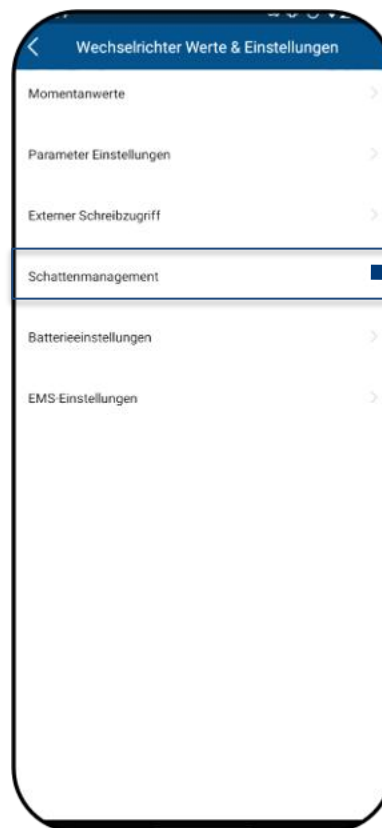 Wechselrichter Werte & Einstellungen
Momentanwerte
Parameter Einstellungen
Externer Schreibzugriff
Schattenmanagement
Batterieeinstellungen
EMS-Einstellungen